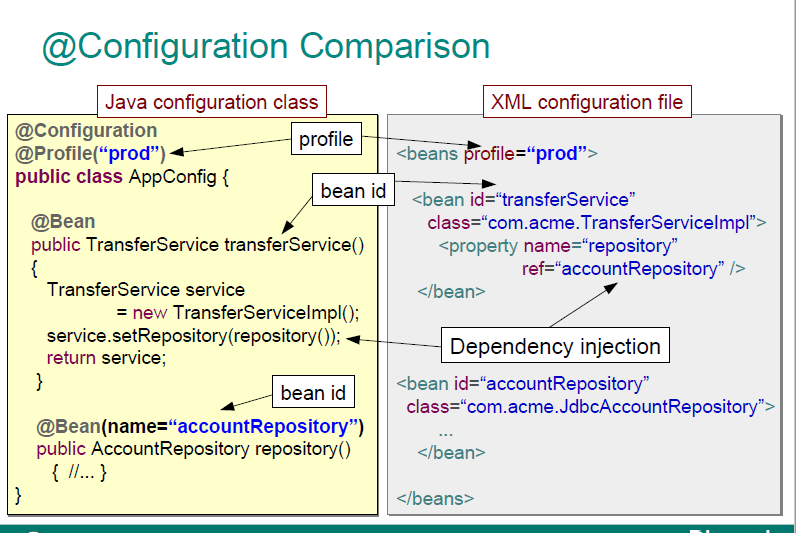 @Configuration Comparison
Java configuration class
@Configuration
@Profile(“prod”)
public class AppConfig {
@Bean
public TransferService transferService()
{
TransferService service
= new TransferServiceImpl();
service.setRepository(repository());
return service;
}
@Bean(name=“accountRepository”)
public AccountRepository repository()
{ //... }
}
profile
bean id
Dependency injection
bean id
XML configuration file
<beans profile=“prod”>
<bean id=“transferService”
class=“com.acme.TransferServiceImpl”>
<property name=“repository”
ref=“accountRepository” />
</bean>
<bean id=“accountRepository”
class=“com.acme.JdbcAccountRepository”>
...
</bean>
</beans>